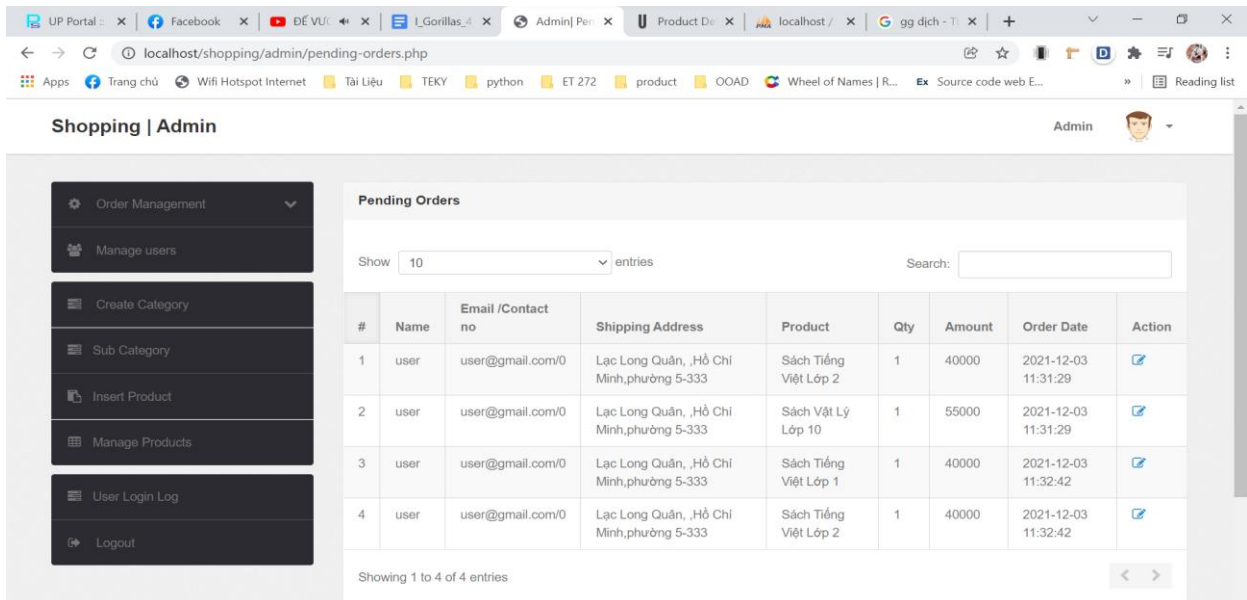 UP Portal ::
Facebook
ĐẾ VƯƠ
I_Gorillas_4
Admin| Pen
Product De
localhost /
gg dịch - Tì
localhost/shopping/admin/pending-orders.php
Apps
Trang chủ
Wifi Hotspot Internet
Tài Liệu
TEKY
python
ET 272
product
OOAD
Wheel of Names | R...
Ex
Source code web E...
»
Reading list
Shopping | Admin
Admin
Order Management
Manage users
Create Category
Sub Category
Insert Product
Manage Products
User Login Log
Logout
Pending Orders
Show 10 entries
Search:
# Name Email /Contact no Shipping Address Product Qty Amount Order Date Action
1 user user@gmail.com/0 Lạc Long Quân, ,Hồ Chí Minh,phường 5-333 Sách Tiếng Việt Lớp 2 1 40000 2021-12-03 11:31:29
2 user user@gmail.com/0 Lạc Long Quân, ,Hồ Chí Minh,phường 5-333 Sách Vật Lý Lớp 10 1 55000 2021-12-03 11:31:29
3 user user@gmail.com/0 Lạc Long Quân, ,Hồ Chí Minh,phường 5-333 Sách Tiếng Việt Lớp 1 1 40000 2021-12-03 11:32:42
4 user user@gmail.com/0 Lạc Long Quân, ,Hồ Chí Minh,phường 5-333 Sách Tiếng Việt Lớp 2 1 40000 2021-12-03 11:32:42
Showing 1 to 4 of 4 entries